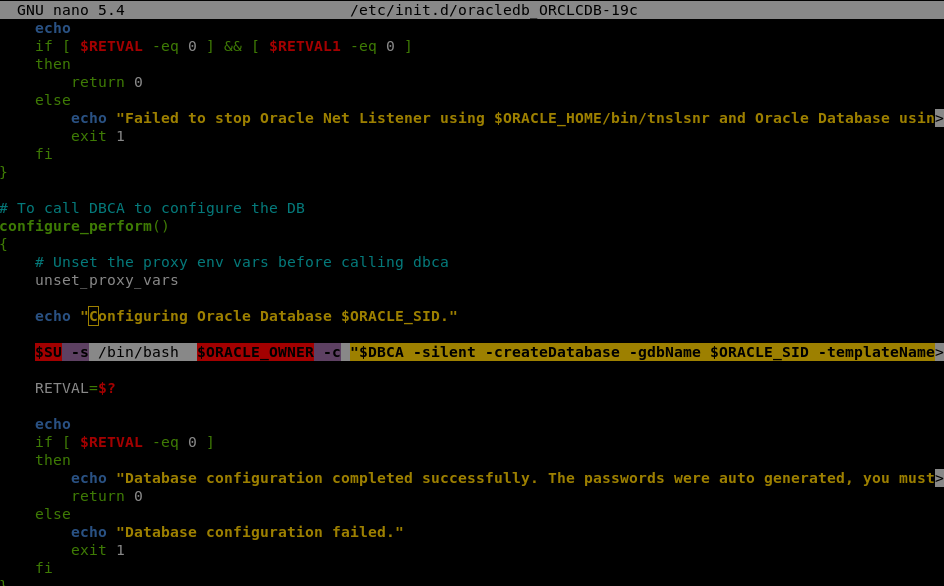 GNU nano 5.4 /etc/init.d/oracledb_ORCLCDB-19c
echo
if [ $RETVAL -eq 0 ] && [ $RETVAL1 -eq 0 ]
then
return 0
else
echo "Failed to stop Oracle Net Listener using $ORACLE_HOME/bin/tnslsnr and Oracle Database usin>
exit 1
fi
}
# To call DBCA to configure the DB
configure_perform()
{
# Unset the proxy env vars before calling dbca
unset_proxy_vars
echo "Configuring Oracle Database $ORACLE_SID."
$SU -s /bin/bash  $ORACLE_OWNER -c "$DBCA -silent -createDatabase -gdbName $ORACLE_SID -templateName>
RETVAL=$?
echo
if [ $RETVAL -eq 0 ]
then
echo "Database configuration completed successfully. The passwords were auto generated, you must>
return 0
else
echo "Database configuration failed."
exit 1
fi
}